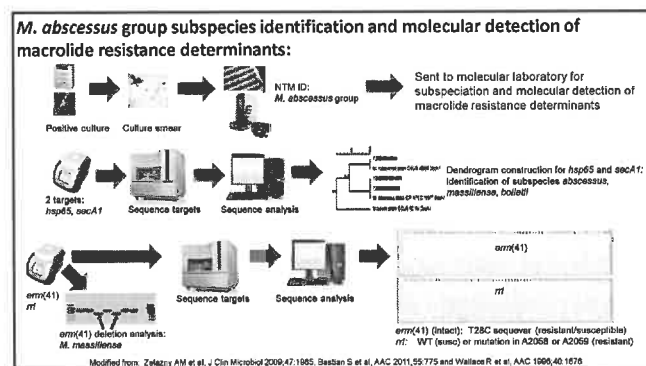 M. abscessus group subspecies identification and molecular detection of
macrolide resistance determinants:
Positive culture
Culture smear
NTM ID:
M. abscessus group
Sent to molecular laboratory for
subspeciation and molecular detection of
macrolide resistance determinants
2 targets:
hsp65, secA1
Sequence targets
Sequence analysis
Dendrogram construction for hsp65 and secA1:
identification of subspecies abscessus,
massiliense, bolletii
erm(41)
rrl
Sequence targets
Sequence analysis
erm(41)
rrl
erm(41) deletion analysis:
M. massiliense
erm(41) (intact): T28C sequever (resistant/susceptible)
rrl: WT (susc) or mutation in A2058 or A2059 (resistant)
Modified from: Zelazny AM et al, J Clin Microbiol 2009;47:1985, Bastian S et al, AAC 2011;55:775 and Wallace R et al, AAC 1996;40:1676